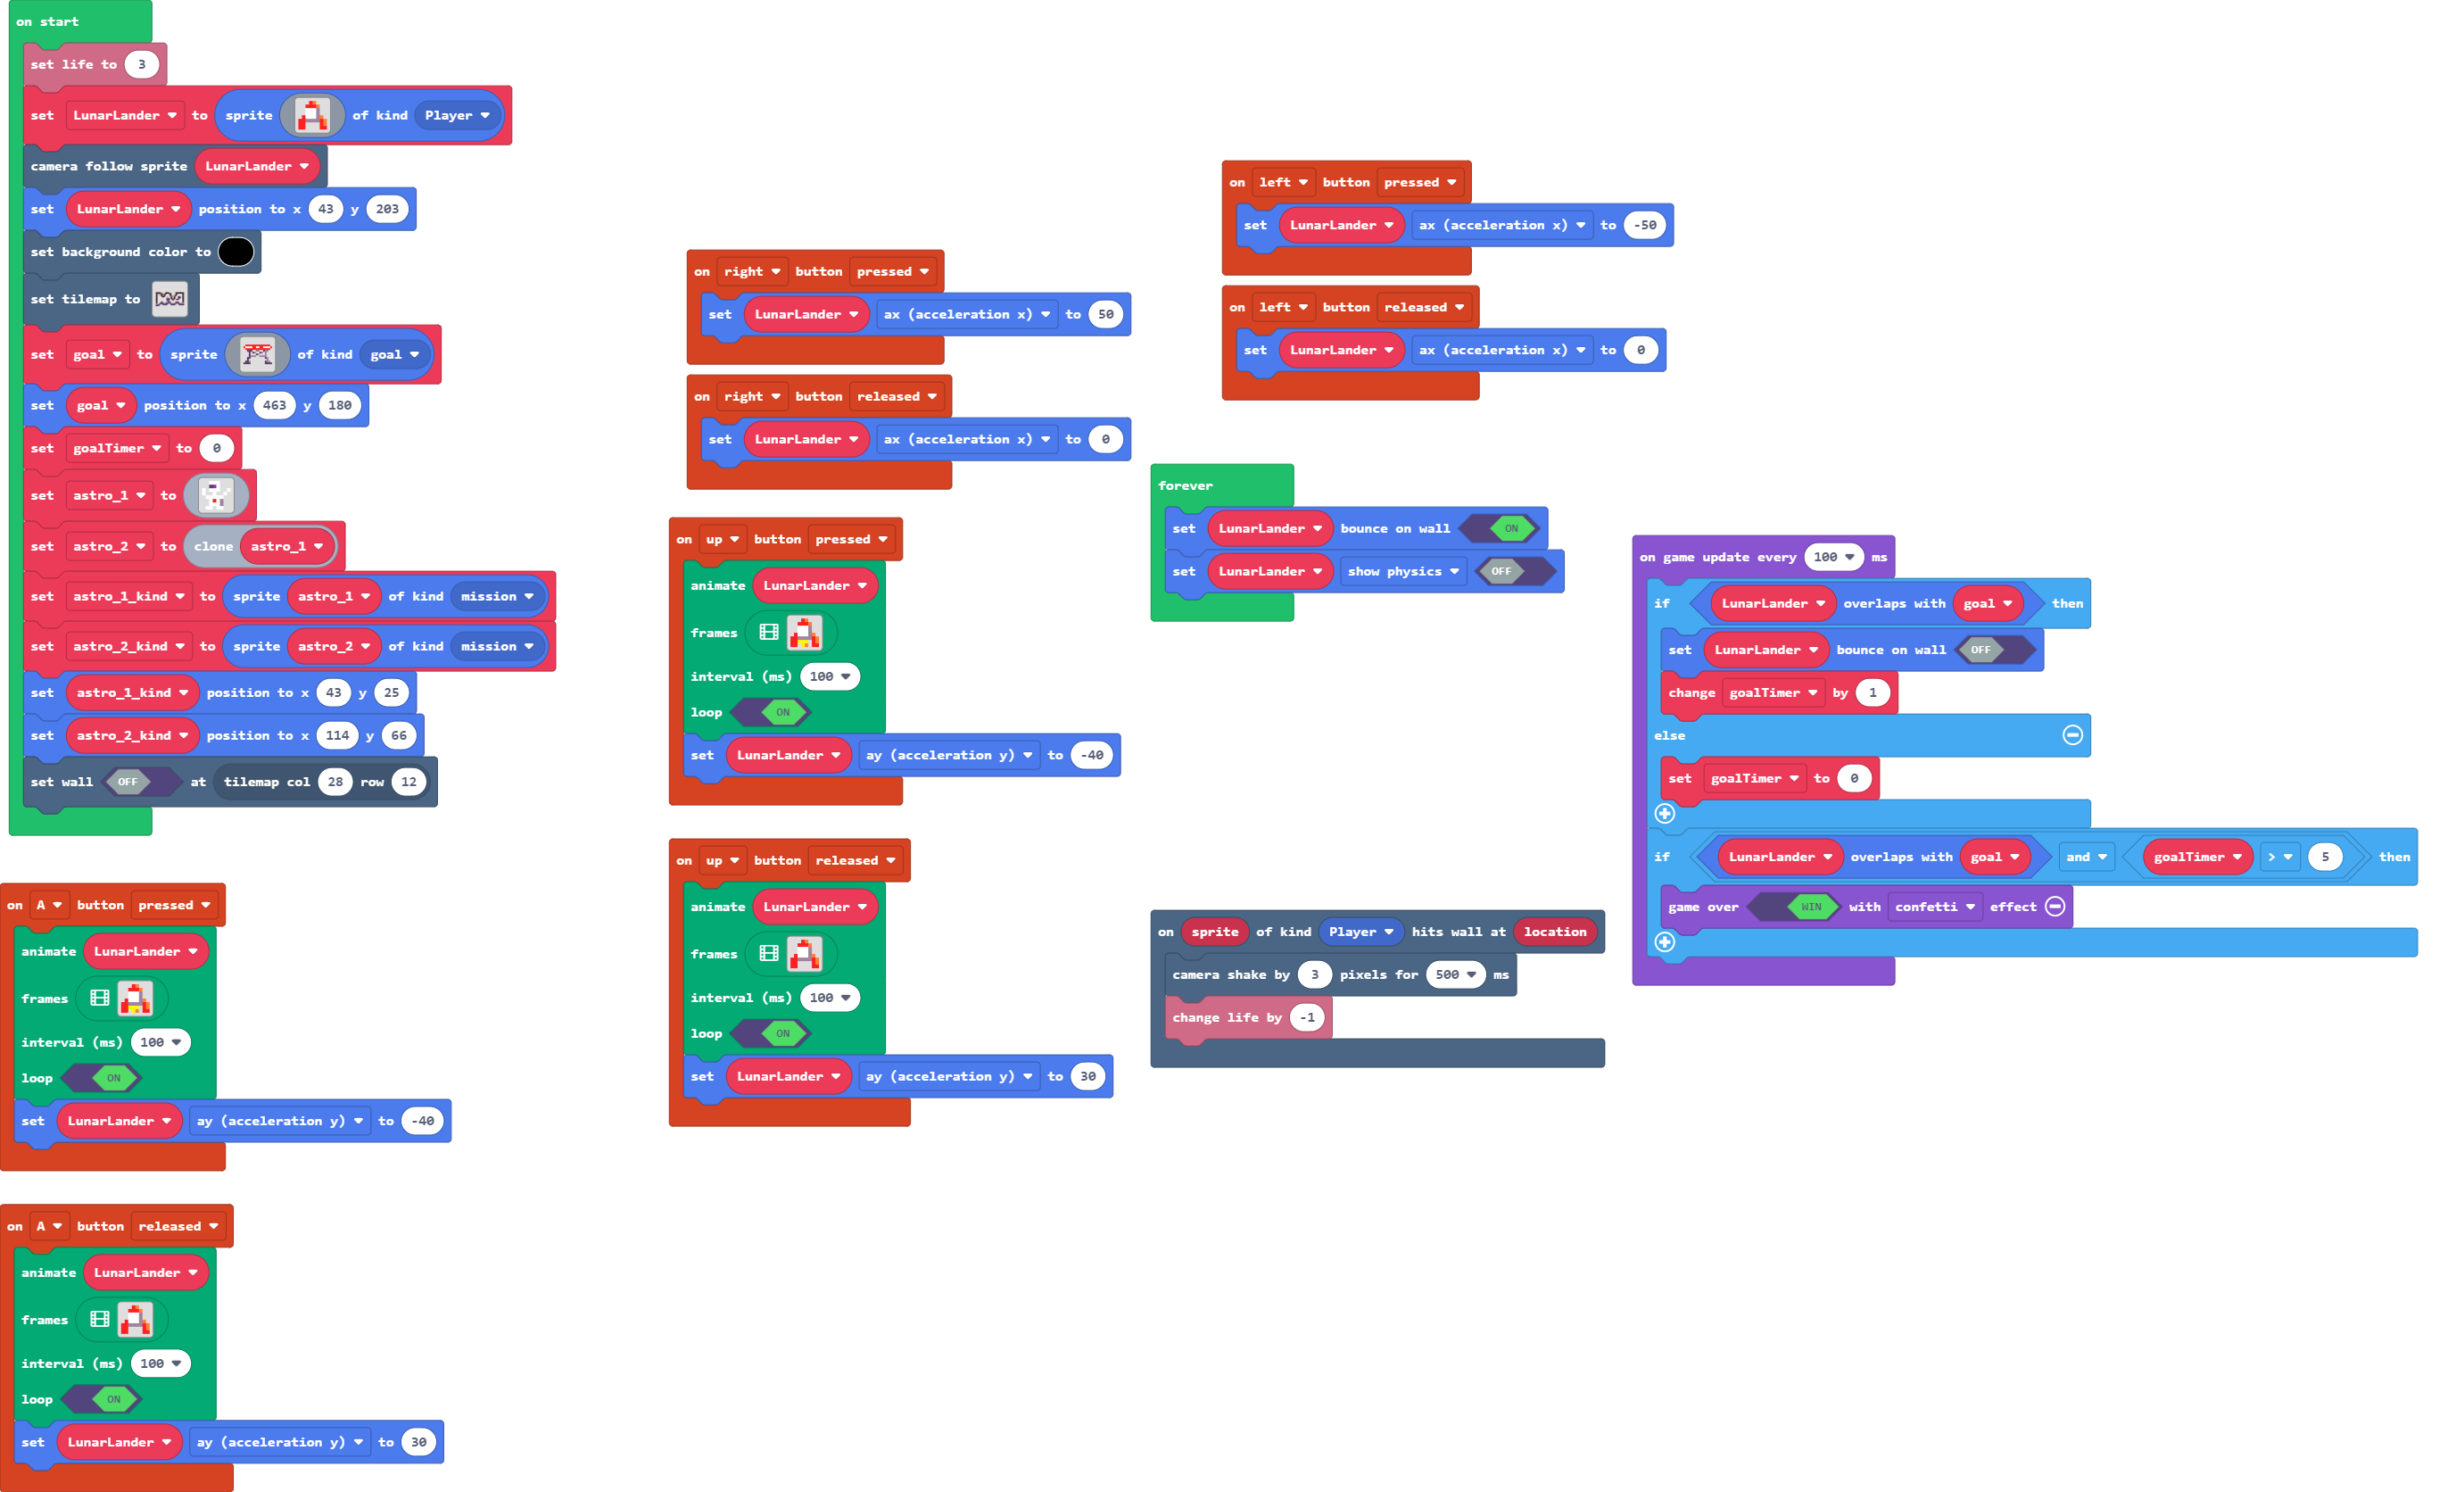 on start
set life to 3
set LunarLander to sprite of kind Player
camera follow sprite LunarLander
set LunarLander position to x 43 y 203
set background color to
set tilemap to
set goal to sprite of kind goal
set goal position to x 463 y 180
set goalTimer to 0
set astro_1 to
set astro_2 to clone astro_1
set astro_1_kind to sprite astro_1 of kind mission
set astro_2_kind to sprite astro_2 of kind mission
set astro_1_kind position to x 43 y 25
set astro_2_kind position to x 114 y 66
set wall OFF at tilemap col 28 row 12
on A button pressed
animate LunarLander
frames
interval (ms) 100
loop ON
set LunarLander ay (acceleration y) to -40
on A button released
animate LunarLander
frames
interval (ms) 100
loop ON
set LunarLander ay (acceleration y) to 30
on right button pressed
set LunarLander ax (acceleration x) to 50
on right button released
set LunarLander ax (acceleration x) to 0
on up button pressed
animate LunarLander
frames
interval (ms) 100
loop ON
set LunarLander ay (acceleration y) to -40
on up button released
animate LunarLander
frames
interval (ms) 100
loop ON
set LunarLander ay (acceleration y) to 30
on left button pressed
set LunarLander ax (acceleration x) to -50
on left button released
set LunarLander ax (acceleration x) to 0
forever
set LunarLander bounce on wall ON
set LunarLander show physics OFF
on sprite of kind Player hits wall at location
camera shake by 3 pixels for 500 ms
change life by -1
on game update every 100 ms
if LunarLander overlaps with goal then
set LunarLander bounce on wall OFF
change goalTimer by 1
else
set goalTimer to 0
if LunarLander overlaps with goal and goalTimer > 5 then
game over WIN with confetti effect